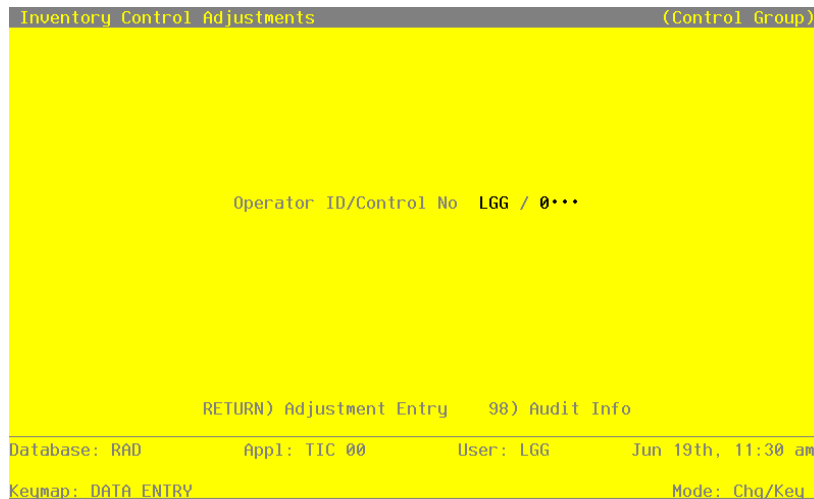 Inventory Control Adjustments (Control Group)
Operator ID/Control No LGG / 0•••
RETURN) Adjustment Entry 98) Audit Info
Database: RAD Appl: TIC 00 User: LGG Jun 19th, 11:30 am
Keymap: DATA ENTRY Mode: Chg/Key